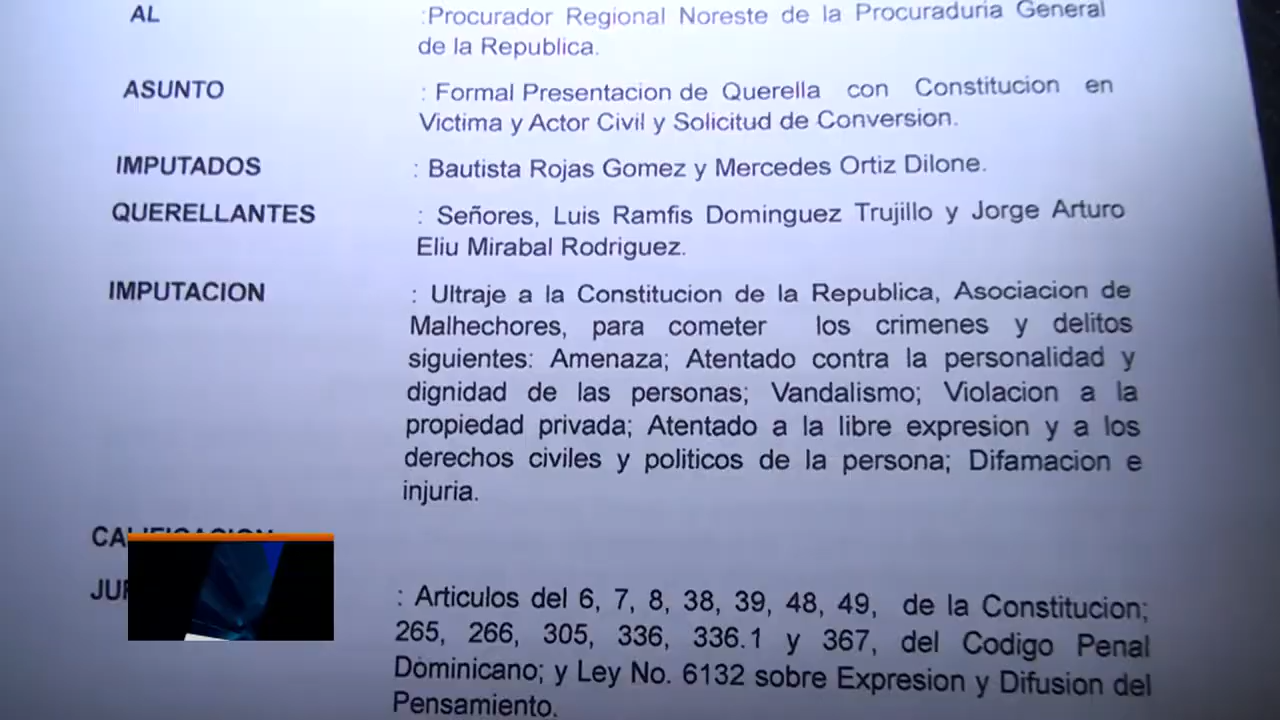 AL :Procurador Regional Noreste de la Procuraduria General
de la Republica.
ASUNTO : Formal Presentacion de Querella con Constitucion en
Victima y Actor Civil y Solicitud de Conversion.
IMPUTADOS : Bautista Rojas Gomez y Mercedes Ortiz Dilone.
QUERELLANTES : Señores, Luis Ramfis Dominguez Trujillo y Jorge Arturo
Eliu Mirabal Rodriguez.
IMPUTACION : Ultraje a la Constitucion de la Republica, Asociacion de
Malhechores, para cometer los crimenes y delitos
siguientes: Amenaza; Atentado contra la personalidad y
dignidad de las personas; Vandalismo; Violacion a la
propiedad privada; Atentado a la libre expresion y a los
derechos civiles y politicos de la persona; Difamacion e
injuria.
: Articulos del 6, 7, 8, 38, 39, 48, 49, de la Constitucion;
265, 266, 305, 336, 336.1 y 367, del Codigo Penal
Dominicano; y Ley No. 6132 sobre Expresion y Difusion del
Pensamiento.